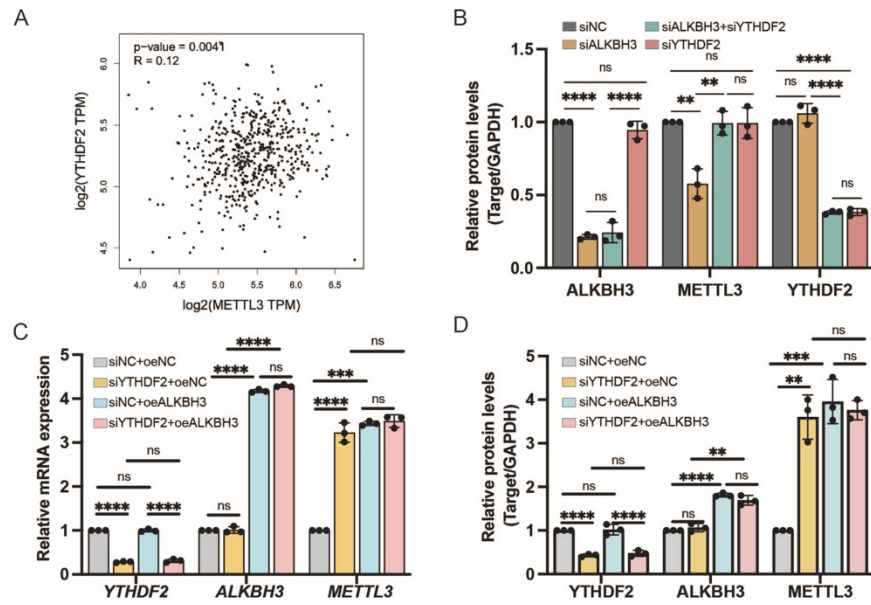 A
p-value = 0.0041
R = 0.12
6.0
5.5
5.0
4.5
log2(YTHDF2 TPM)
4.0 4.5 5.0 5.5 6.0 6.5
log2(METTL3 TPM)
B
siNC siALKBH3+siYTHDF2
siALKBH3 siYTHDF2
1.5
1.0
0.5
0.0
Relative protein levels
(Target/GAPDH)
ns ns ****
**** **** ** ** ns ns ****
ns ns
ALKBH3 METTL3 YTHDF2
C
siNC+oeNC
siYTHDF2+oeNC
siNC+oeALKBH3
siYTHDF2+oeALKBH3
5
4
3
2
1
0
Relative mRNA expression
ns
ns
**** ****
****
**** ns
ns
ns
***
**** ns
YTHDF2 ALKBH3 METTL3
D
siNC+oeNC
siYTHDF2+oeNC
siNC+oeALKBH3
siYTHDF2+oeALKBH3
5
4
3
2
1
0
Relative protein levels
(Target/GAPDH)
ns
ns
**** ****
**
**** ns
ns
ns
***
** ns
YTHDF2 ALKBH3 METTL3